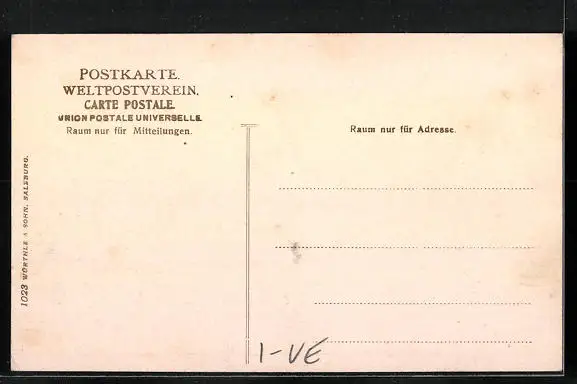 POSTKARTE.
WELTPOSTVEREIN.
CARTE POSTALE.
UNION POSTALE UNIVERSELLE.
Raum nur für Mitteilungen.
Raum nur für Adresse.
1023 WÜRTHLE & SOHN, SALZBURG.
I-VE